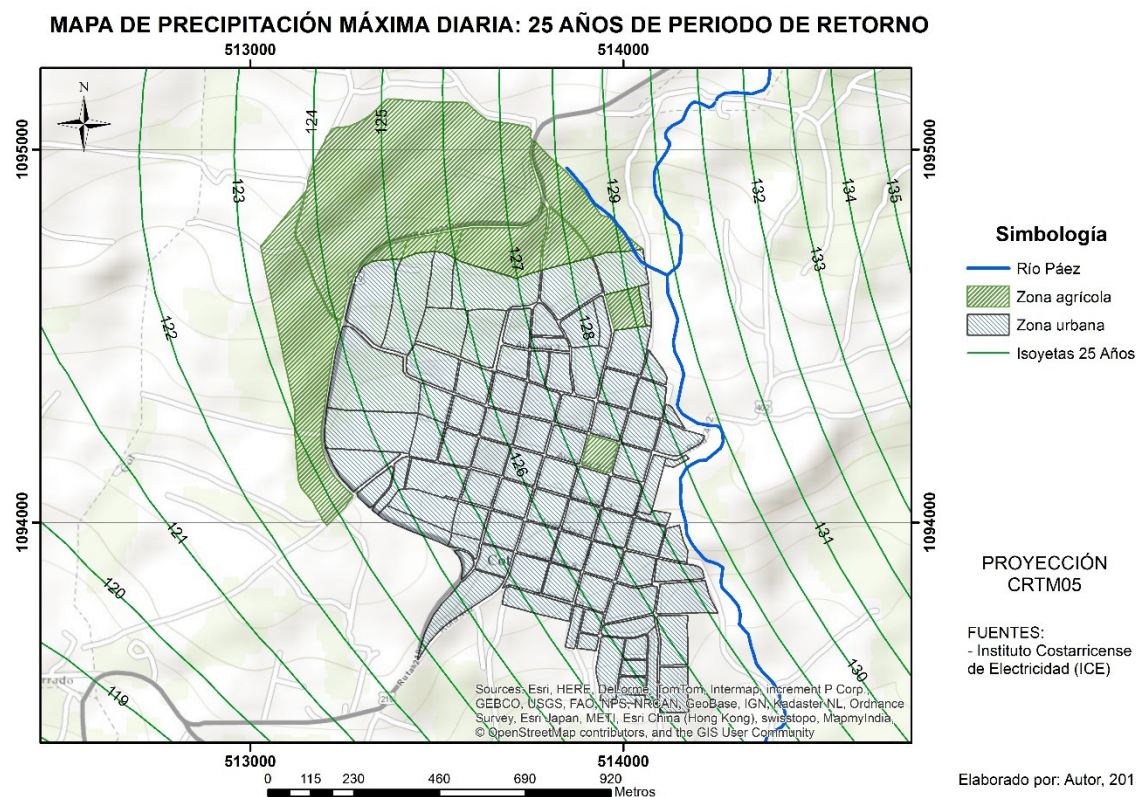 MAPA DE PRECIPITACIÓN MÁXIMA DIARIA: 25 AÑOS DE PERIODO DE RETORNO
513000
514000
N
1095000
1095000
124
125
123
129
132
134
135
127
133
122
128
126
1094000
1094000
121
131
120
130
119
402
219
Sources: Esri, HERE, DeLorme, TomTom, Intermap, increment P Corp.,
GEBCO, USGS, FAO, NPS, NRCAN, GeoBase, IGN, Kadaster NL, Ordnance
Survey, Esri Japan, METI, Esri China (Hong Kong), swisstopo, MapmyIndia,
© OpenStreetMap contributors, and the GIS User Community
513000
514000
0 115 230 460 690 920
Metros
Simbología
Río Páez
Zona agrícola
Zona urbana
Isoyetas 25 Años
PROYECCIÓN
CRTM05
FUENTES:
- Instituto Costarricense
de Electricidad (ICE)
Elaborado por: Autor, 201